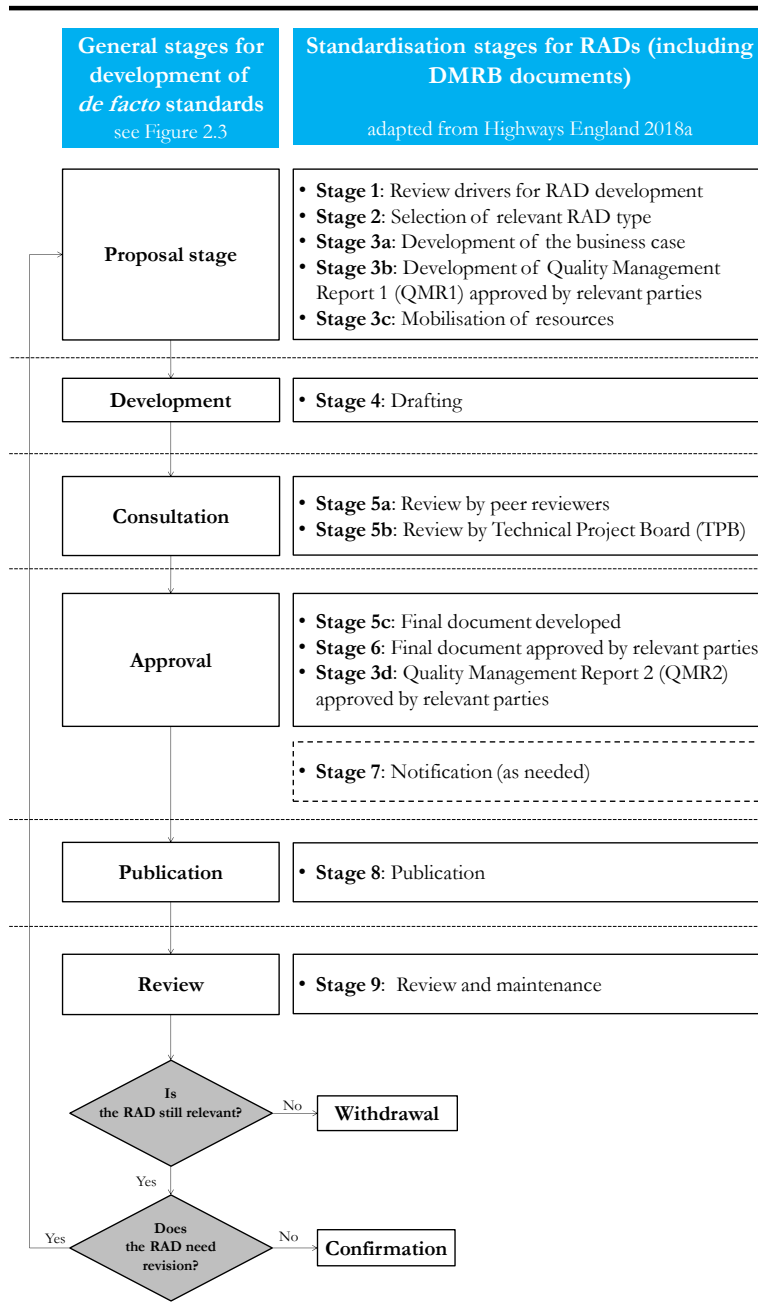 General stages for
development of
de facto standards
see Figure 2.3
Standardisation stages for RADs (including
DMRB documents)
adapted from Highways England 2018a
Proposal stage
• Stage 1: Review drivers for RAD development
• Stage 2: Selection of relevant RAD type
• Stage 3a: Development of the business case
• Stage 3b: Development of Quality Management
Report 1 (QMR1) approved by relevant parties
• Stage 3c: Mobilisation of resources
Development
• Stage 4: Drafting
Consultation
• Stage 5a: Review by peer reviewers
• Stage 5b: Review by Technical Project Board (TPB)
Approval
• Stage 5c: Final document developed
• Stage 6: Final document approved by relevant parties
• Stage 3d: Quality Management Report 2 (QMR2)
approved by relevant parties
• Stage 7: Notification (as needed)
Publication
• Stage 8: Publication
Review
• Stage 9: Review and maintenance
Is
the RAD still relevant?
No
Withdrawal
Yes
Does
the RAD need
revision?
Yes
No
Confirmation